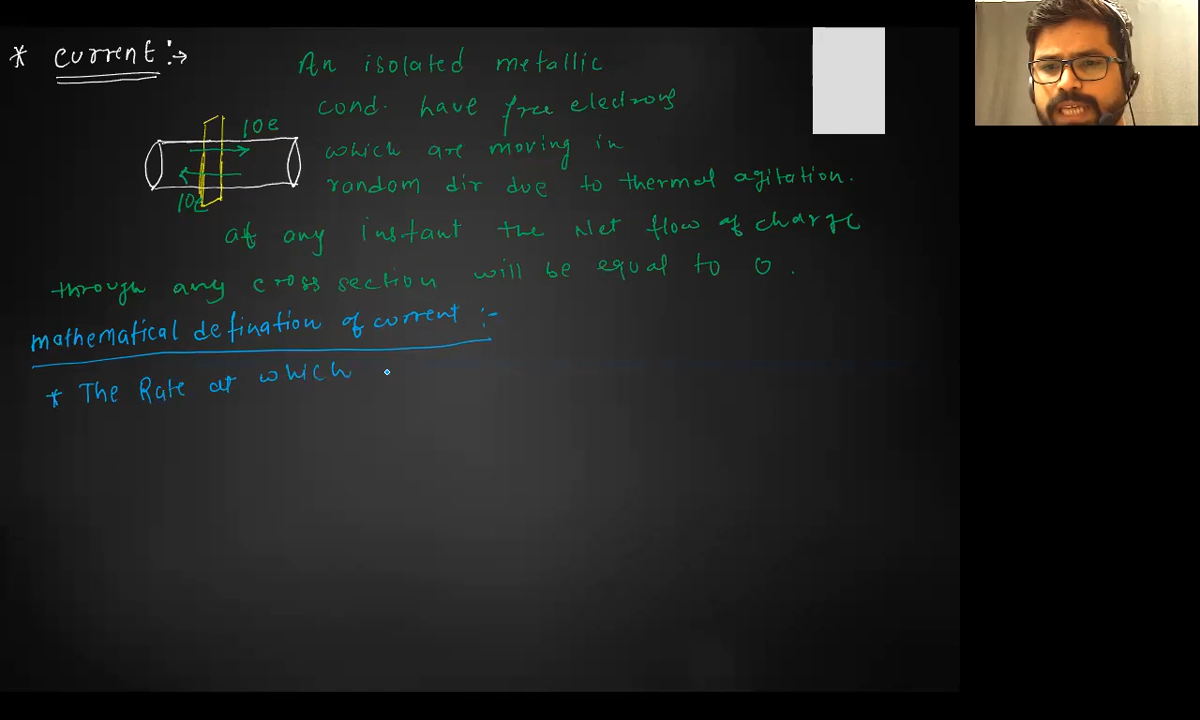 * current :→
An isolated metallic
cond. have free electrons
10e
which are moving in
random dir due to thermal agitation.
10e
at any instant the Net flow of charge
through any cross section will be equal to 0.
mathematical defination of current :-
* The Rate at which